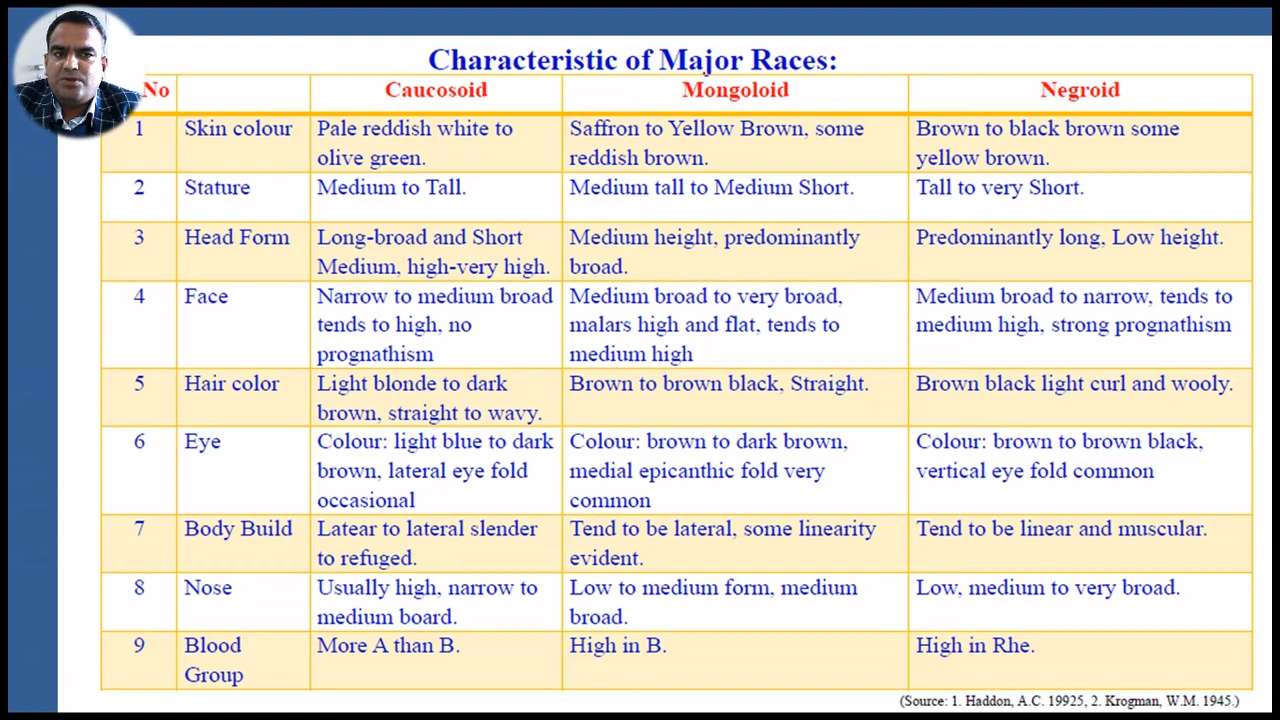 Characteristic of Major Races:
No Caucosoid Mongoloid Negroid
1 Skin colour Pale reddish white to Saffron to Yellow Brown, some Brown to black brown some
olive green. reddish brown. yellow brown.
2 Stature Medium to Tall. Medium tall to Medium Short. Tall to very Short.
3 Head Form Long-broad and Short Medium height, predominantly Predominantly long, Low height.
Medium, high-very high. broad.
4 Face Narrow to medium broad Medium broad to very broad, Medium broad to narrow, tends to
tends to high, no malars high and flat, tends to medium high, strong prognathism
prognathism medium high
5 Hair color Light blonde to dark Brown to brown black, Straight. Brown black light curl and wooly.
brown, straight to wavy.
6 Eye Colour: light blue to dark Colour: brown to dark brown, Colour: brown to brown black,
brown, lateral eye fold medial epicanthic fold very vertical eye fold common
occasional common
7 Body Build Latear to lateral slender Tend to be lateral, some linearity Tend to be linear and muscular.
to refuged. evident.
8 Nose Usually high, narrow to Low to medium form, medium Low, medium to very broad.
medium board. broad.
9 Blood More A than B. High in B. High in Rhe.
Group
(Source: 1. Haddon, A.C. 19925, 2. Krogman, W.M. 1945.)